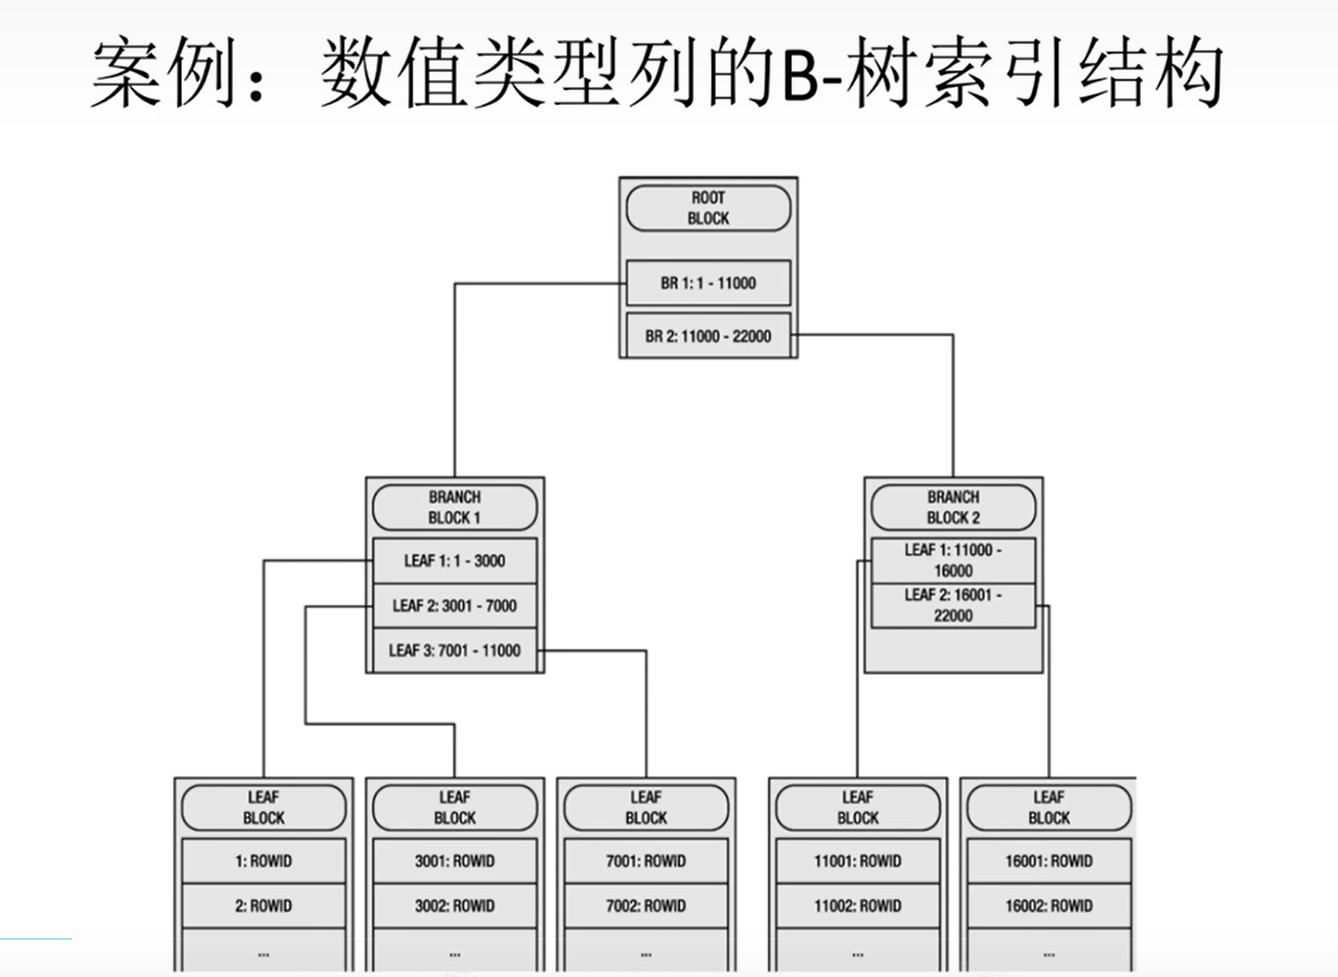 案例：数值类型列的B-树索引结构
ROOT
BLOCK
BR 1: 1 - 11000
BR 2: 11000 - 22000
BRANCH
BLOCK 1
LEAF 1: 1 - 3000
LEAF 2: 3001 - 7000
LEAF 3: 7001 - 11000
BRANCH
BLOCK 2
LEAF 1: 11000 -
16000
LEAF 2: 16001 -
22000
LEAF
BLOCK
1: ROWID
2: ROWID
...
LEAF
BLOCK
3001: ROWID
3002: ROWID
...
LEAF
BLOCK
7001: ROWID
7002: ROWID
...
LEAF
BLOCK
11001: ROWID
11002: ROWID
...
LEAF
BLOCK
16001: ROWID
16002: ROWID
...